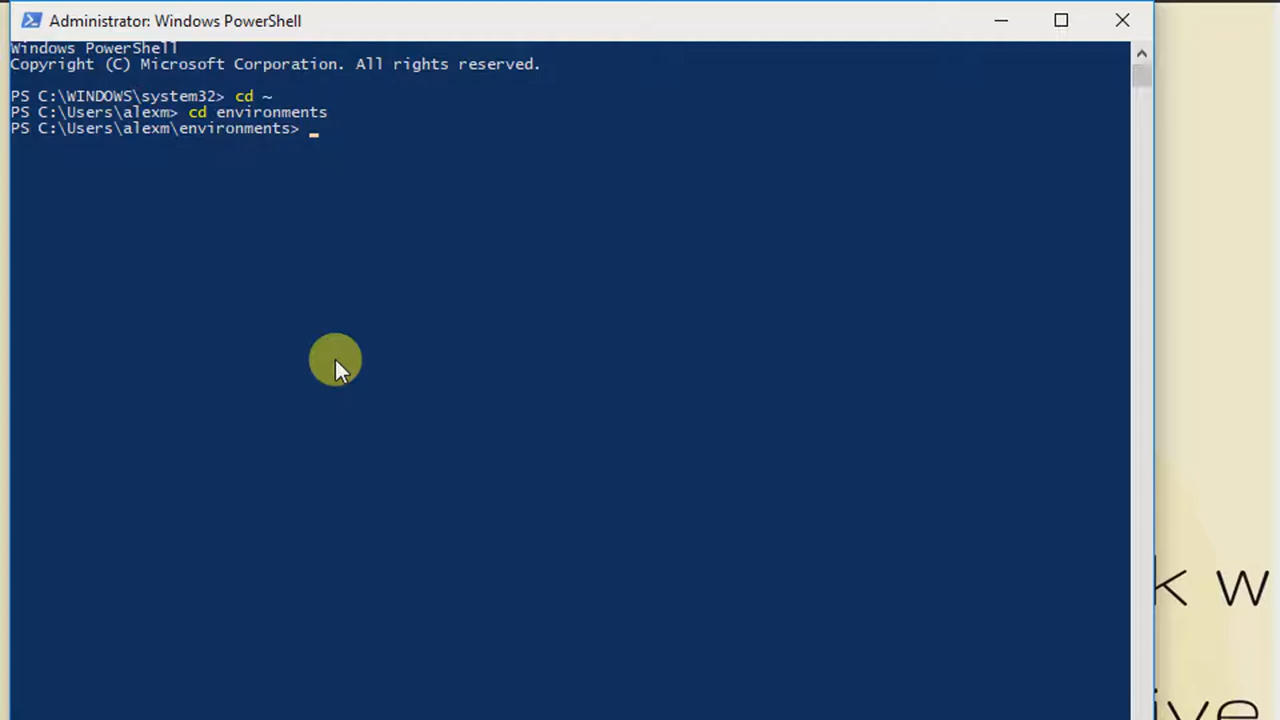 Administrator: Windows PowerShell
Windows PowerShell
Copyright (C) Microsoft Corporation. All rights reserved.
PS C:\WINDOWS\system32> cd ~
PS C:\Users\alexm> cd environments
PS C:\Users\alexm\environments>
k w
ive